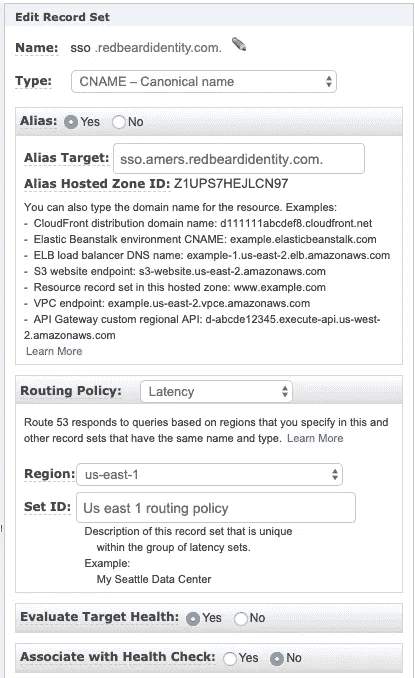 Edit Record Set
Name: sso .redbeardidentity.com.
Type: CNAME – Canonical name
Alias: Yes No
Alias Target: sso.amers.redbeardidentity.com.
Alias Hosted Zone ID: Z1UPS7HEJLCN97
You can also type the domain name for the resource. Examples:
- CloudFront distribution domain name: d111111abcdef8.cloudfront.net
- Elastic Beanstalk environment CNAME: example.elasticbeanstalk.com
- ELB load balancer DNS name: example-1.us-east-2.elb.amazonaws.com
- S3 website endpoint: s3-website.us-east-2.amazonaws.com
- Resource record set in this hosted zone: www.example.com
- VPC endpoint: example.us-east-2.vpce.amazonaws.com
- API Gateway custom regional API: d-abcde12345.execute-api.us-west-
2.amazonaws.com
Learn More
Routing Policy: Latency
Route 53 responds to queries based on regions that you specify in this and
other record sets that have the same name and type. Learn More
Region: us-east-1
Set ID: Us east 1 routing policy
Description of this record set that is unique
within the group of latency sets.
Example:
My Seattle Data Center
Evaluate Target Health: Yes No
Associate with Health Check: Yes No